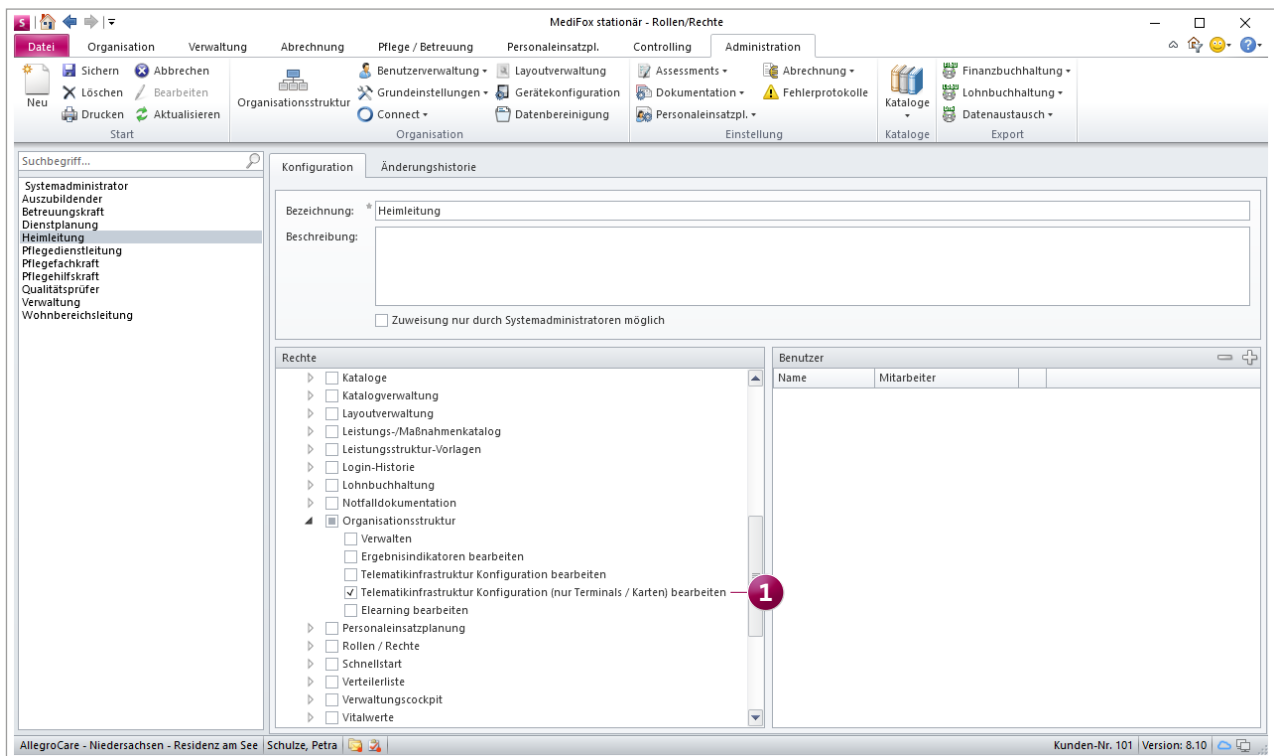 S
MediFox stationär - Rollen/Rechte
Datei Organisation Verwaltung Abrechnung Pflege / Betreuung Personaleinsatzpl. Controlling Administration
Neu
Sichern Abbrechen
Löschen Bearbeiten
Drucken Aktualisieren
Start
Organisationsstruktur
Benutzerverwaltung Layoutverwaltung
Grundeinstellungen Gerätekonfiguration
Connect Datenbereinigung
Organisation
Assessments Abrechnung
Dokumentation Fehlerprotokolle
Personaleinsatzpl.
Einstellung
Kataloge
Kataloge
Finanzbuchhaltung
Lohnbuchhaltung
Datenaustausch
Export
Suchbegriff...
Systemadministrator
Auszubildender
Betreuungskraft
Dienstplanung
Heimleitung
Pflegedienstleitung
Pflegefachkraft
Pflegehilfskraft
Qualitätsprüfer
Verwaltung
Wohnbereichsleitung
Konfiguration Änderungshistorie
Bezeichnung: * Heimleitung
Beschreibung:
Zuweisung nur durch Systemadministratoren möglich
Rechte
Kataloge
Katalogverwaltung
Layoutverwaltung
Leistungs-/Maßnahmenkatalog
Leistungsstruktur-Vorlagen
Login-Historie
Lohnbuchhaltung
Notfalldokumentation
Organisationsstruktur
Verwalten
Ergebnisindikatoren bearbeiten
Telematikinfrastruktur Konfiguration bearbeiten
Telematikinfrastruktur Konfiguration (nur Terminals / Karten) bearbeiten
1
Elearning bearbeiten
Personaleinsatzplanung
Rollen / Rechte
Schnellstart
Verteilerliste
Verwaltungscockpit
Vitalwerte
Benutzer
Name Mitarbeiter
AllegroCare - Niedersachsen - Residenz am See Schulze, Petra
Kunden-Nr. 101 Version: 8.10